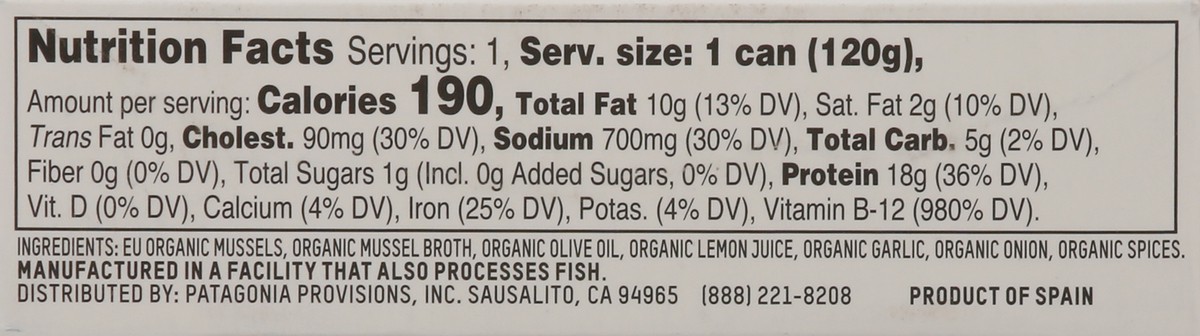 Nutrition Facts Servings: 1, Serv. size: 1 can (120g),
Amount per serving: Calories 190, Total Fat 10g (13% DV), Sat. Fat 2g (10% DV),
Trans Fat 0g, Cholest. 90mg (30% DV), Sodium 700mg (30% DV), Total Carb. 5g (2% DV),
Fiber 0g (0% DV), Total Sugars 1g (Incl. 0g Added Sugars, 0% DV), Protein 18g (36% DV),
Vit. D (0% DV), Calcium (4% DV), Iron (25% DV), Potas. (4% DV), Vitamin B-12 (980% DV).
INGREDIENTS: EU ORGANIC MUSSELS, ORGANIC MUSSEL BROTH, ORGANIC OLIVE OIL, ORGANIC LEMON JUICE, ORGANIC GARLIC, ORGANIC ONION, ORGANIC SPICES.
MANUFACTURED IN A FACILITY THAT ALSO PROCESSES FISH.
DISTRIBUTED BY: PATAGONIA PROVISIONS, INC. SAUSALITO, CA 94965 (888) 221-8208 PRODUCT OF SPAIN